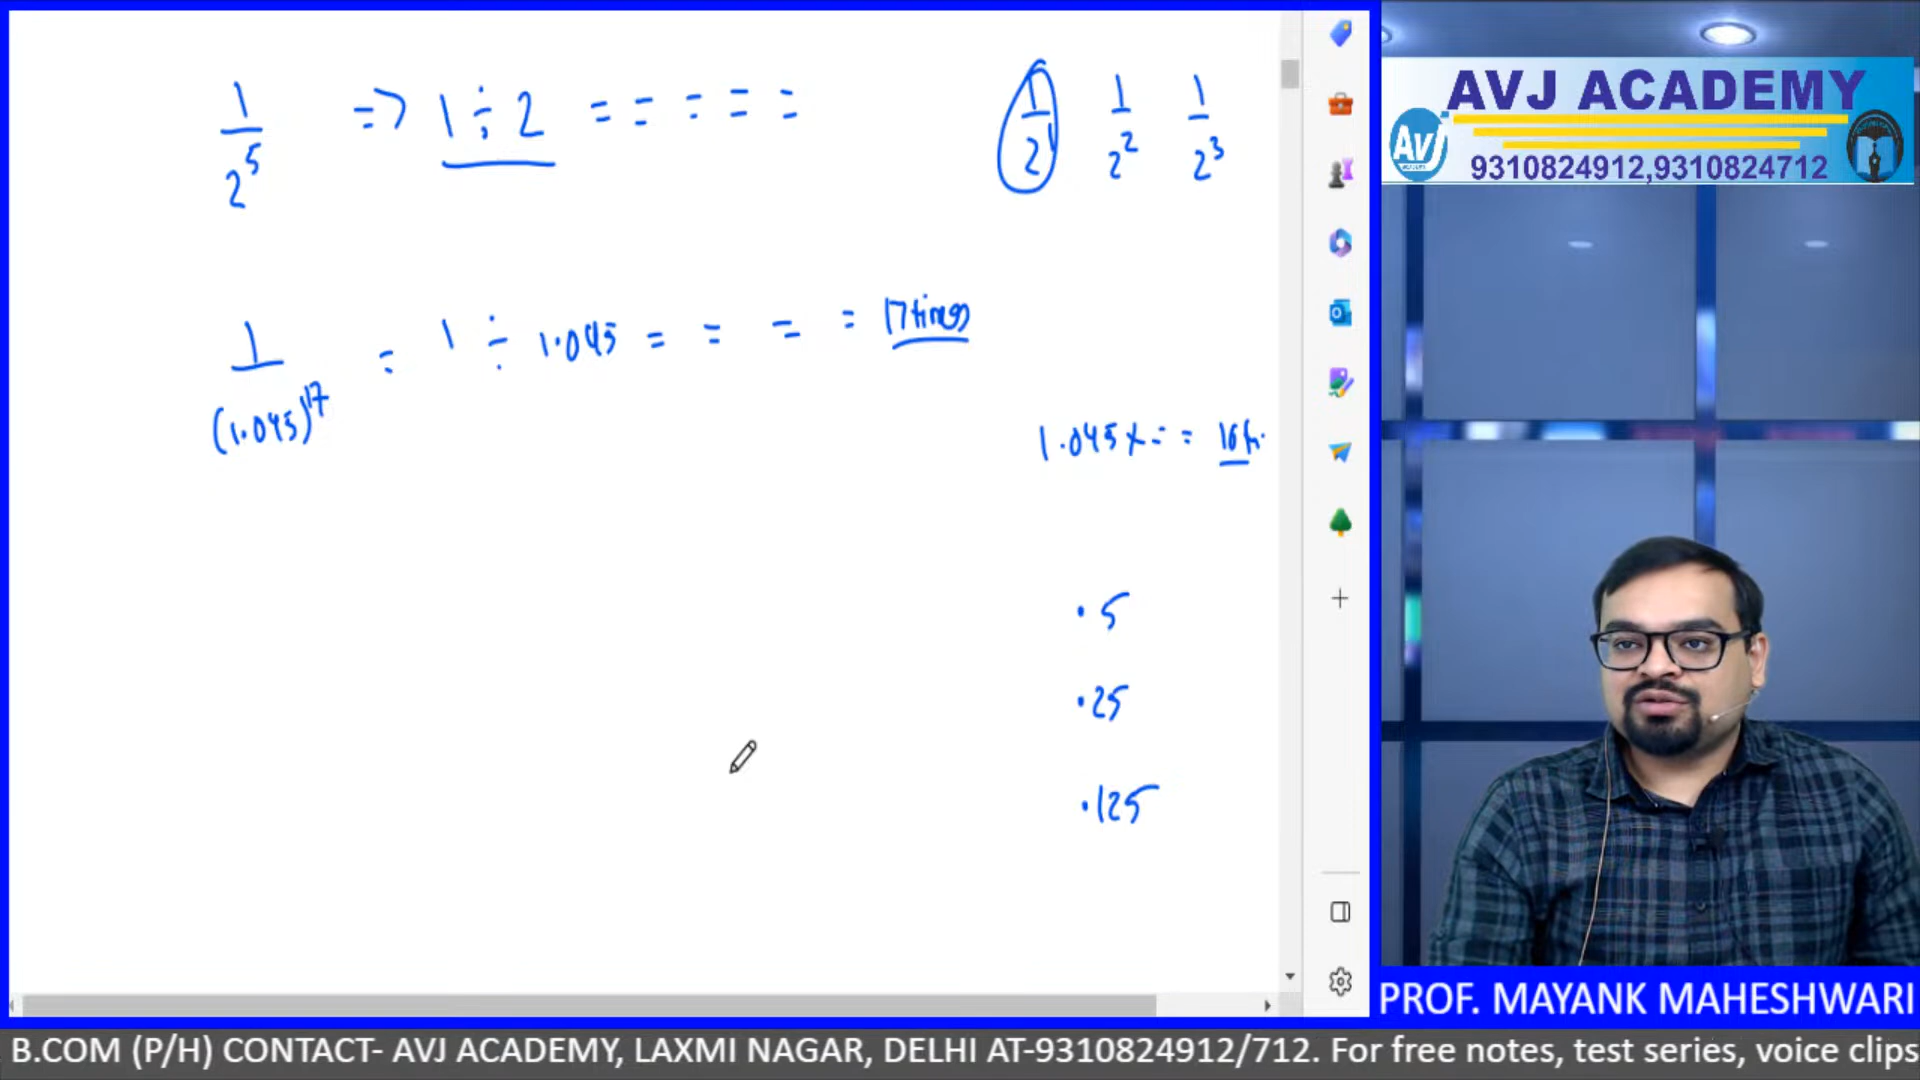 1/2^5 => 1 ÷ 2 = = = = =
1/2^1 1/2^2 1/2^3
1/(1.045)^17 = 1 ÷ 1.045 = = = = 17 times
1.045 x = = 16
.5
.25
.125
AVJ ACADEMY
AVJ
9310824912,9310824712
PROF. MAYANK MAHESHWARI
B.COM (P/H) CONTACT- AVJ ACADEMY, LAXMI NAGAR, DELHI AT-9310824912/712. For free notes, test series, voice clips